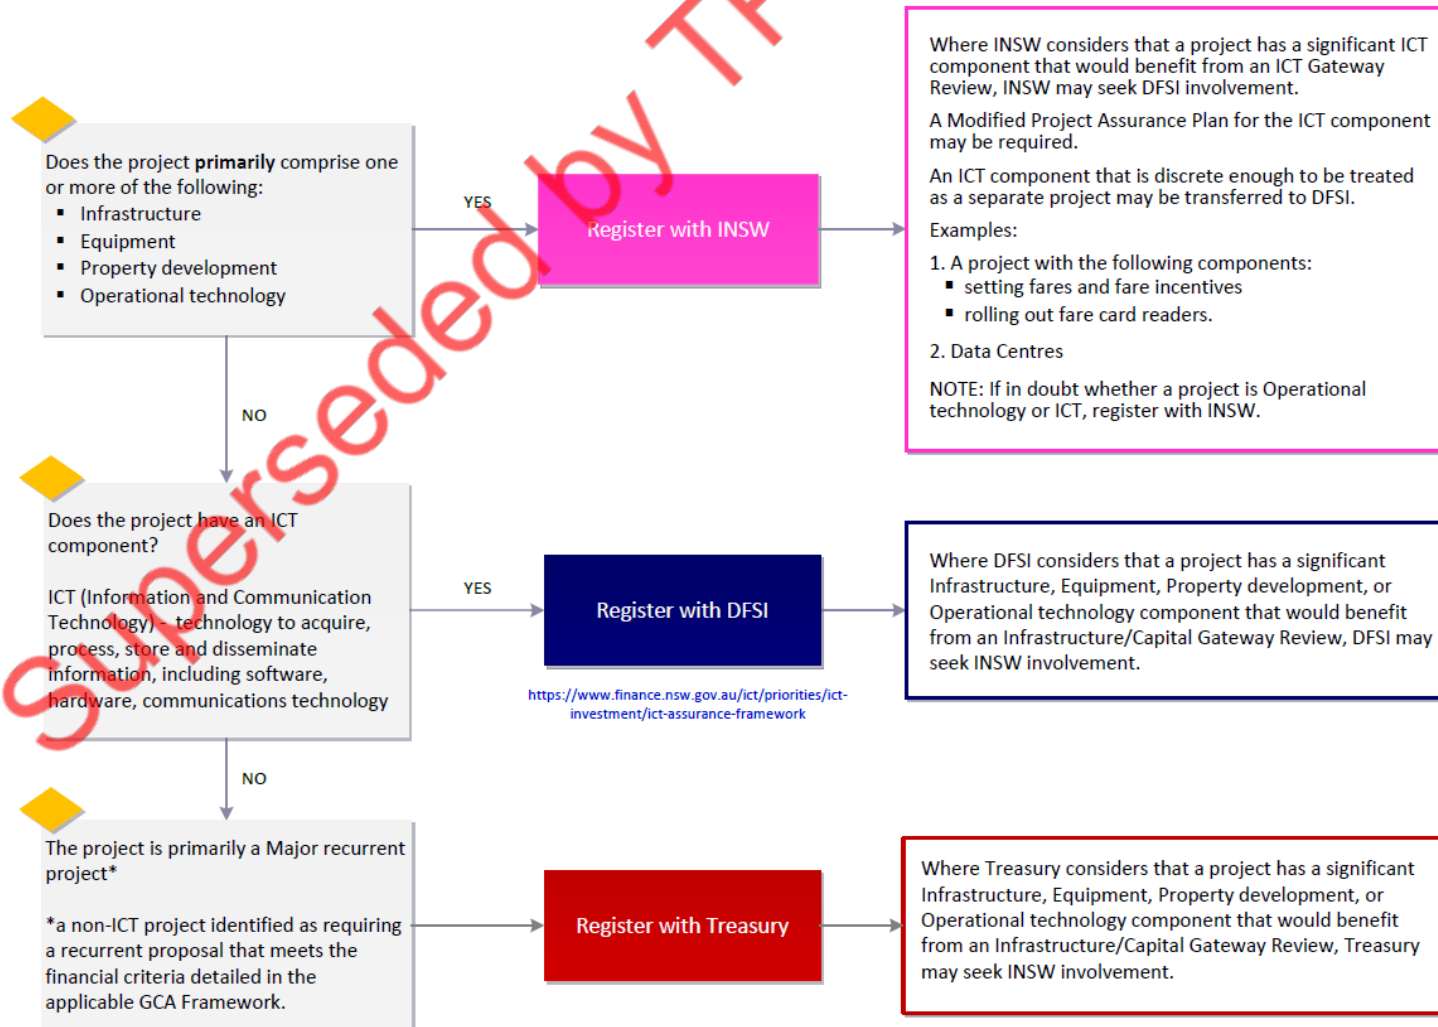 Does the project primarily comprise one
or more of the following:
▪ Infrastructure
▪ Equipment
▪ Property development
▪ Operational technology
YES
Register with INSW
Where INSW considers that a project has a significant ICT
component that would benefit from an ICT Gateway
Review, INSW may seek DFSI involvement.
A Modified Project Assurance Plan for the ICT component
may be required.
An ICT component that is discrete enough to be treated
as a separate project may be transferred to DFSI.
Examples:
1. A project with the following components:
▪ setting fares and fare incentives
▪ rolling out fare card readers.
2. Data Centres
NOTE: If in doubt whether a project is Operational
technology or ICT, register with INSW.
NO
Does the project have an ICT
component?
ICT (Information and Communication
Technology) - technology to acquire,
process, store and disseminate
information, including software,
hardware, communications technology
YES
Register with DFSI
https://www.finance.nsw.gov.au/ict/priorities/ict-
investment/ict-assurance-framework
Where DFSI considers that a project has a significant
Infrastructure, Equipment, Property development, or
Operational technology component that would benefit
from an Infrastructure/Capital Gateway Review, DFSI may
seek INSW involvement.
NO
The project is primarily a Major recurrent
project*
*a non-ICT project identified as requiring
a recurrent proposal that meets the
financial criteria detailed in the
applicable GCA Framework.
Register with Treasury
Where Treasury considers that a project has a significant
Infrastructure, Equipment, Property development, or
Operational technology component that would benefit
from an Infrastructure/Capital Gateway Review, Treasury
may seek INSW involvement.
Superseded by